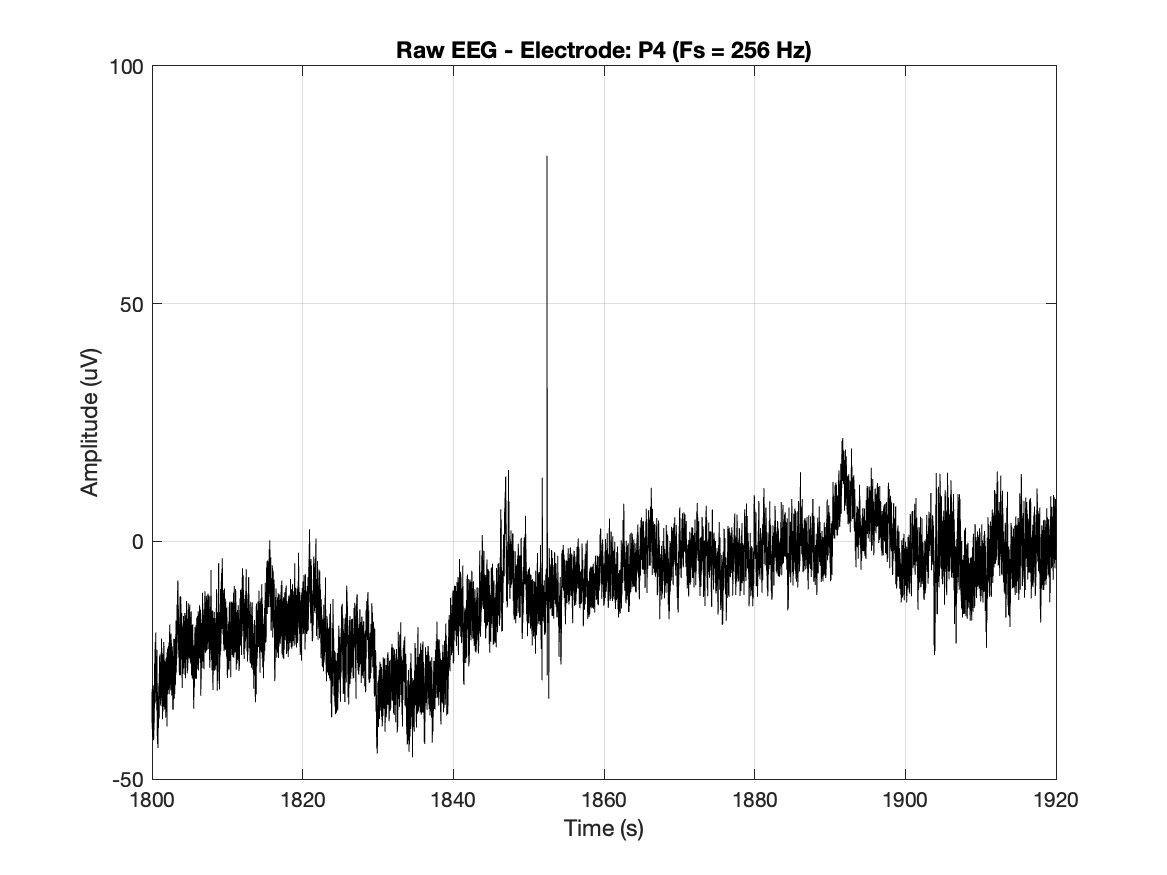 Raw EEG - Electrode: P4 (Fs = 256 Hz)
100
50
0
-50
Amplitude (uV)
1800 1820 1840 1860 1880 1900 1920
Time (s)